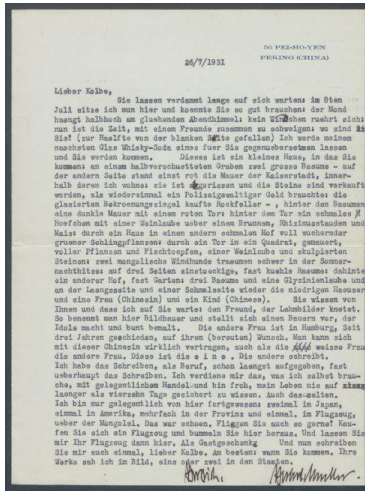 56 PEI-HO-YEN
PEKING (CHINA)
26/7/1931
Lieber Kolbe,
Sie lassen verdammt lange auf sich warten: im 8ten
Juli sitze ich nun hier und koennte Sie so gut brauchen: der Mond
haengt halbhoch am gluehenden Abendhimmel: kein Windchen ruehrt sich:
nun ist die Zeit, mit einem Freunde zusammen zu schweigen: wo sind
Sie? (zur Haelfte von der blanken Seite gefallen) Ich werde meinem
naechsten Glas Whisky-Soda eines fuer Sie gegenuebersetzen lassen
und Sie werden kommen. Dieses ist ein kleines Haus, in das Sie
kommen: an einem halbverschuetteten Graben zwei grosse Baeume - auf
der andern Seite stand einst rot die Mauer der Kaiserstadt, inner-
halb deren ich wohne: sie ist abgerissen und die Steine sind verkauft
worden, als wiedereinmal ein Polizeigewaltiger Geld brauchte: die
glasierten Bekroenungsziegel kaufte Rockfeller - , hinter den Baeumen
eine dunkle Mauer mit einem roten Tor: hinter dem Tor ein schmales
Hoefchen mit einer Weinlaube ueber einem Brunnen, Rhizinusstauden und
Mais: durch ein Haus in einen andern schmalen Hof voll wuchernder
gruener Schlingpflanzen: durch ein Tor in ein Quadrat, gemauert,
voller Pflanzen und Fischtoepfen, einer Weinlaube und skulpierten
Steinen: zwei mongolische Windhunde traeumen schwer in der Sommer-
nachthitze: auf drei Seiten einstoeckige, fast kuehle Raeume: dahinter
ein anderer Hof, fast Garten: drei Baeume und eine Glycinienlaube und
an der Laengsseite und einer Schmalseite wieder die niedrigen Haeuser
und eine Frau (Chinesin) und ein Kind (Chinese). Sie wissen von
Ihnen und dass ich auf Sie warte: den Freund, der Lehmbilder knetet.
So benennt man hier Bildhauer und stellt sich einen Bauern vor, der
Idols macht und bunt bemalt. Die andere Frau ist in Hamburg, Seit
drei Jahren geschieden, auf ihren (bereuten) Wunsch. Man kann sich
mit dieser Chinesin wirklich vertragen, auch als die weisse Frau
die andere Frau. Diese ist die e i n e . Die andere schreibt.
Ich habe das Schreiben, als Beruf, schon laengst aufgegeben, fast
ueberhaupt das Schreiben. Ich verdiene mir das, was ich selbst brau-
che, mit gelegentlichem Handel und bin froh, mein Leben nie auf
laenger als vierzehn Tage gesichert zu wissen. Auch das
Ich bin nur gelegentlich von hier fortgewesen: zweimal in Japan,
einmal in Amerika, mehrfach in der Provinz und einmal, im Flugzeug,
ueber der Mongolei. Das war schoen. Fliegen Sie auch so gerne? Kau-
fen Sie sich ein Flugzeug und bummeln Sie hier heraus. Und lassen Sie
mir Ihr Flugzeug dann hier. Als Gastgeschenk. Und nun schreiben
Sie mir auch einmal, lieber Kolbe. Am besten: wann Sie kommen. Ihre
Werke sah ich im Bild, eins oder zwei in den Staaten.